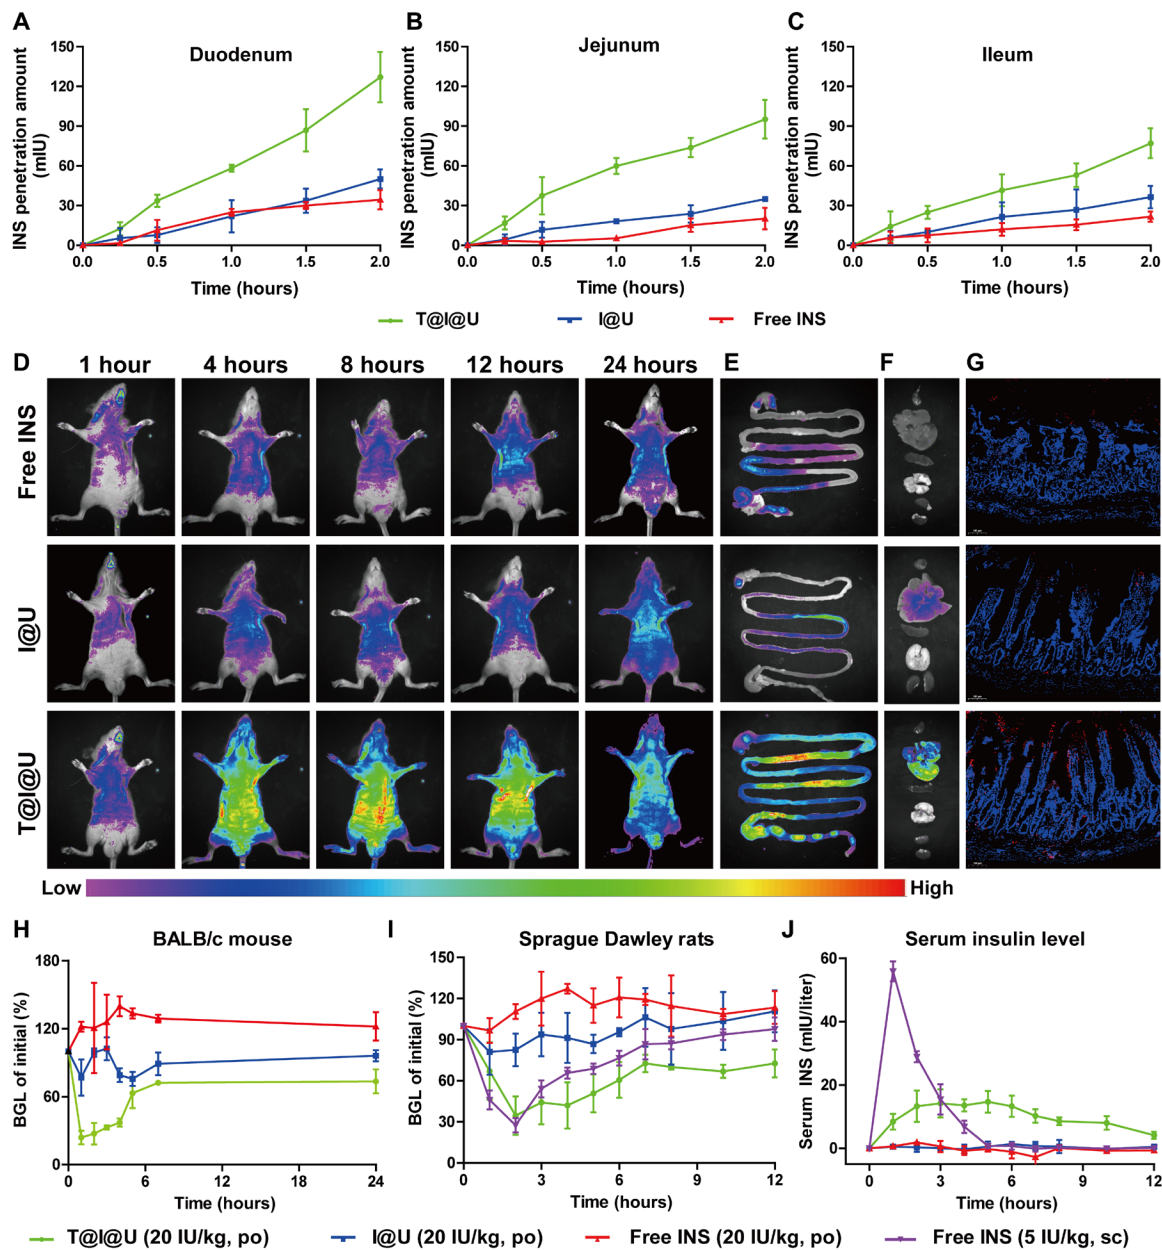 A
B
C
Duodenum
Jejunum
Ileum
INS penetration amount
(mIU)
150
120
90
60
30
0
0.0
0.5
1.0
1.5
2.0
Time (hours)
INS penetration amount
(mIU)
150
120
90
60
30
0
0.0
0.5
1.0
1.5
2.0
Time (hours)
INS penetration amount
(mIU)
150
120
90
60
30
0
0.0
0.5
1.0
1.5
2.0
Time (hours)
T@I@U
I@U
Free INS
D
1 hour
4 hours
8 hours
12 hours
24 hours
E
F
G
Free INS
I@U
T@I@U
Low
High
H
BALB/c mouse
BGL of initial (%)
180
120
60
0
0
6
12
18
24
Time (hours)
I
Sprague Dawley rats
BGL of initial (%)
150
120
90
60
30
0
0
3
6
9
12
Time (hours)
J
Serum insulin level
Serum INS (mU/liter)
60
40
20
0
0
3
6
9
12
Time (hours)
T@I@U (20 IU/kg, po)
I@U (20 IU/kg, po)
Free INS (20 IU/kg, po)
Free INS (5 IU/kg, sc)